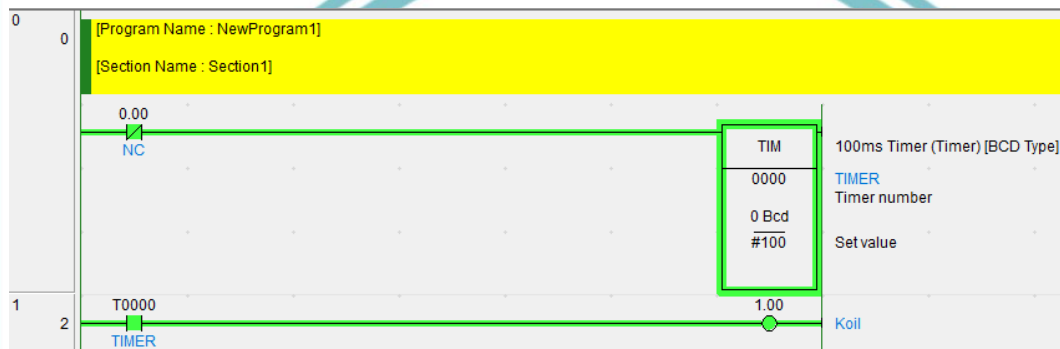 0
0
[Program Name : NewProgram1]
[Section Name : Section1]
0.00
NC
TIM
100ms Timer (Timer) [BCD Type]
0000
TIMER
Timer number
0 Bcd
#100
Set value
1
2
T0000
TIMER
1.00
Koil